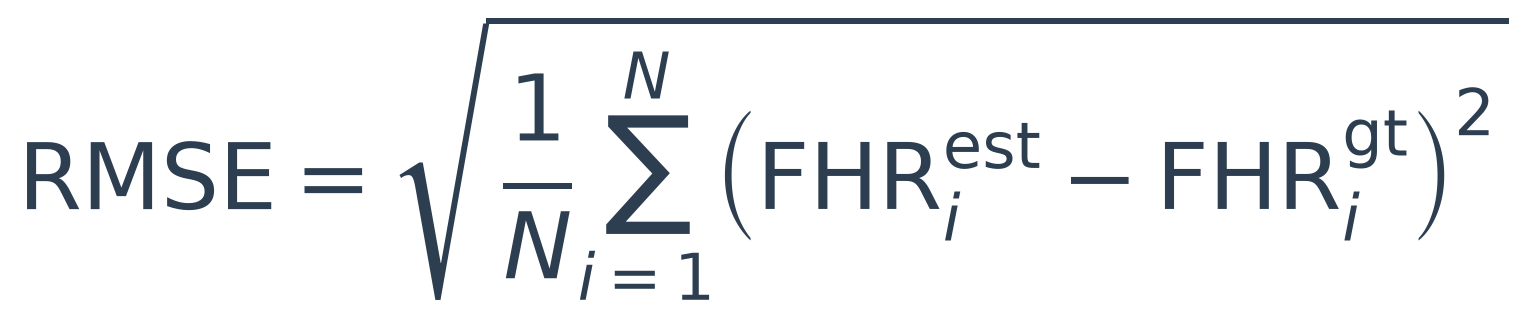 RMSE = √(1/N ∑_{i=1}^{N} (FHR_i^{est} − FHR_i^{gt})^2)